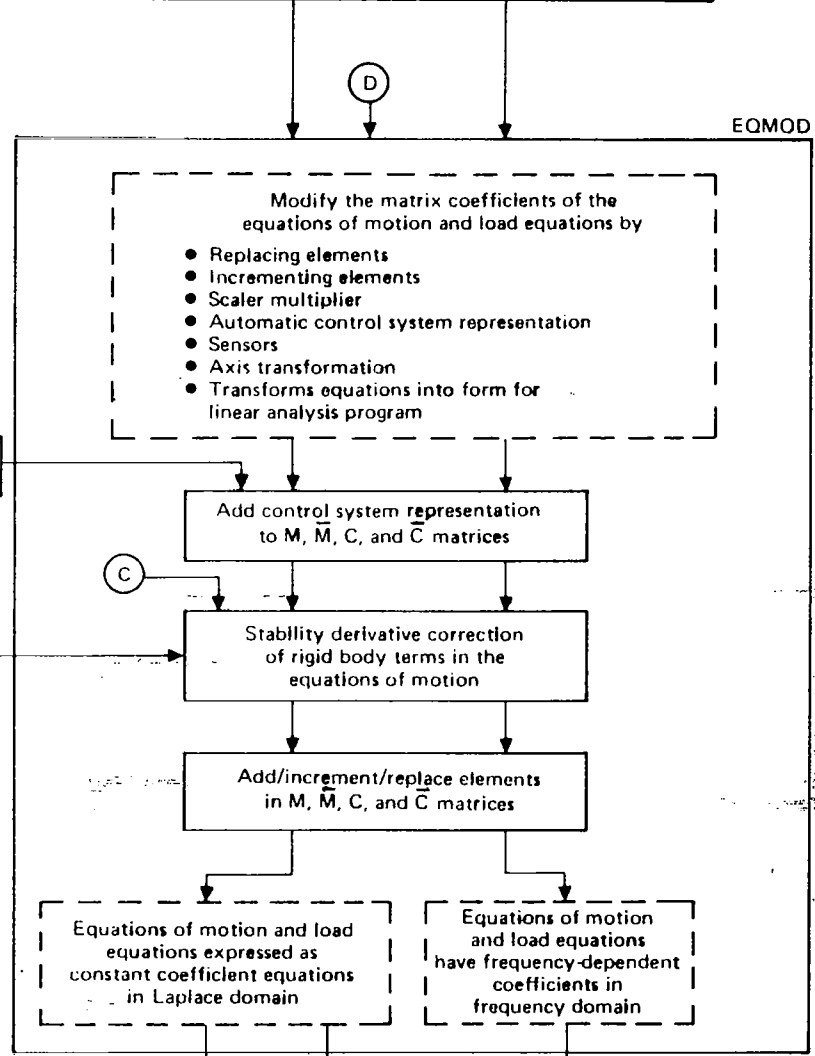 D
EQMOD
Modify the matrix coefficients of the
equations of motion and load equations by
● Replacing elements
● Incrementing elements
● Scaler multiplier
● Automatic control system representation
● Sensors
● Axis transformation
● Transforms equations into form for
linear analysis program
Add control system representation
to M, M̅, C, and C̅ matrices
C
Stability derivative correction
of rigid body terms in the
equations of motion
Add/increment/replace elements
in M, M̅, C, and C̅ matrices
Equations of motion and load
equations expressed as
constant coefficient equations
in Laplace domain
Equations of motion
and load equations
have frequency-dependent
coefficients in
frequency domain